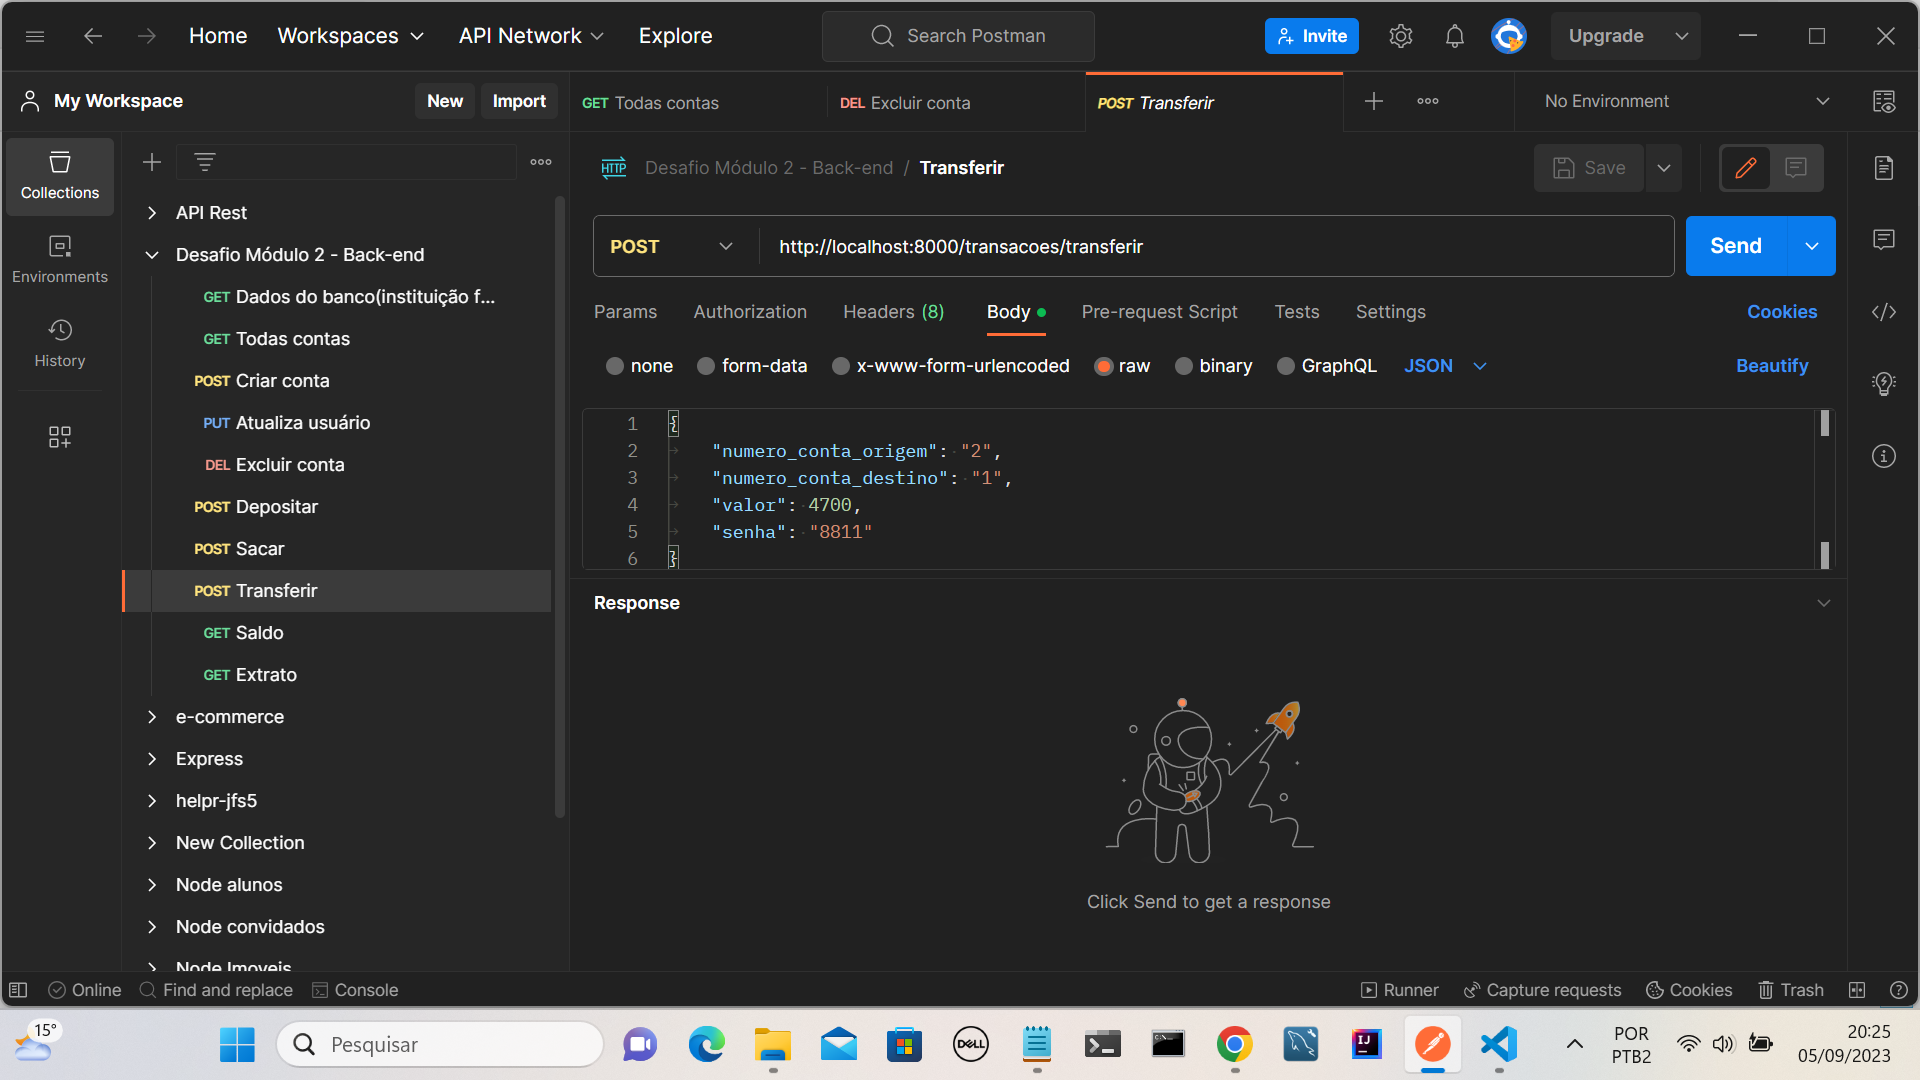 Home
Workspaces
API Network
Explore
Search Postman
Invite
Upgrade
My Workspace
New
Import
GET Todas contas
DEL Excluir conta
POST Transferir
No Environment
Collections
Environments
History
API Rest
Desafio Módulo 2 - Back-end
GET Dados do banco(instituição f...
GET Todas contas
POST Criar conta
PUT Atualiza usuário
DEL Excluir conta
POST Depositar
POST Sacar
POST Transferir
GET Saldo
GET Extrato
e-commerce
Express
helpr-jfs5
New Collection
Node alunos
Node convidados
Node Imoveis
HTTP Desafio Módulo 2 - Back-end / Transferir
Save
POST
http://localhost:8000/transacoes/transferir
Send
Params
Authorization
Headers (8)
Body
Pre-request Script
Tests
Settings
Cookies
none
form-data
x-www-form-urlencoded
raw
binary
GraphQL
JSON
Beautify
1 {
2 "numero_conta_origem": "2",
3 "numero_conta_destino": "1",
4 "valor": 4700,
5 "senha": "8811"
6 }
Response
Click Send to get a response
Online
Find and replace
Console
Runner
Capture requests
Cookies
Trash
15°
Pesquisar
DELL
IJ
POR
PTB2
20:25
05/09/2023